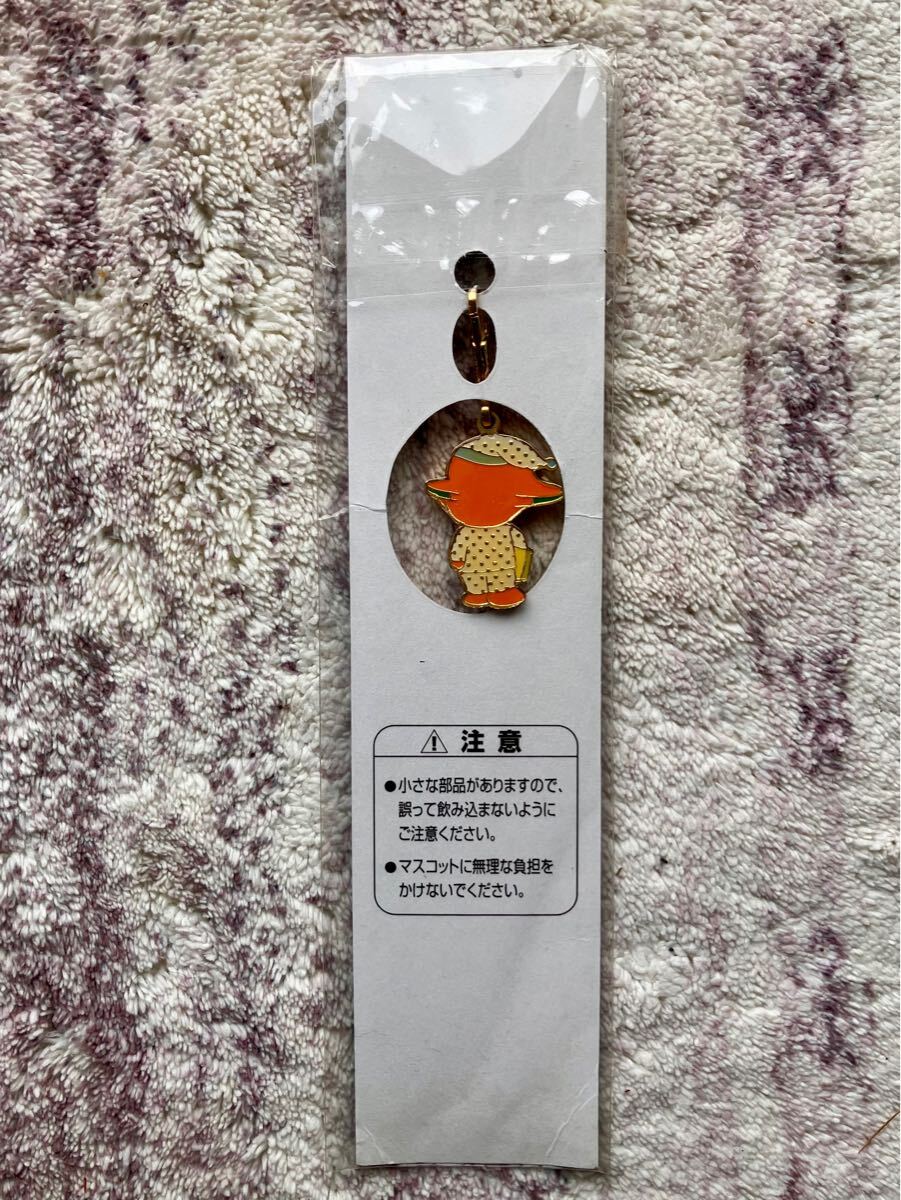 注意
●小さな部品がありますので、
誤って飲み込まないように
ご注意ください。
●マスコットに無理な負担を
かけないでください。